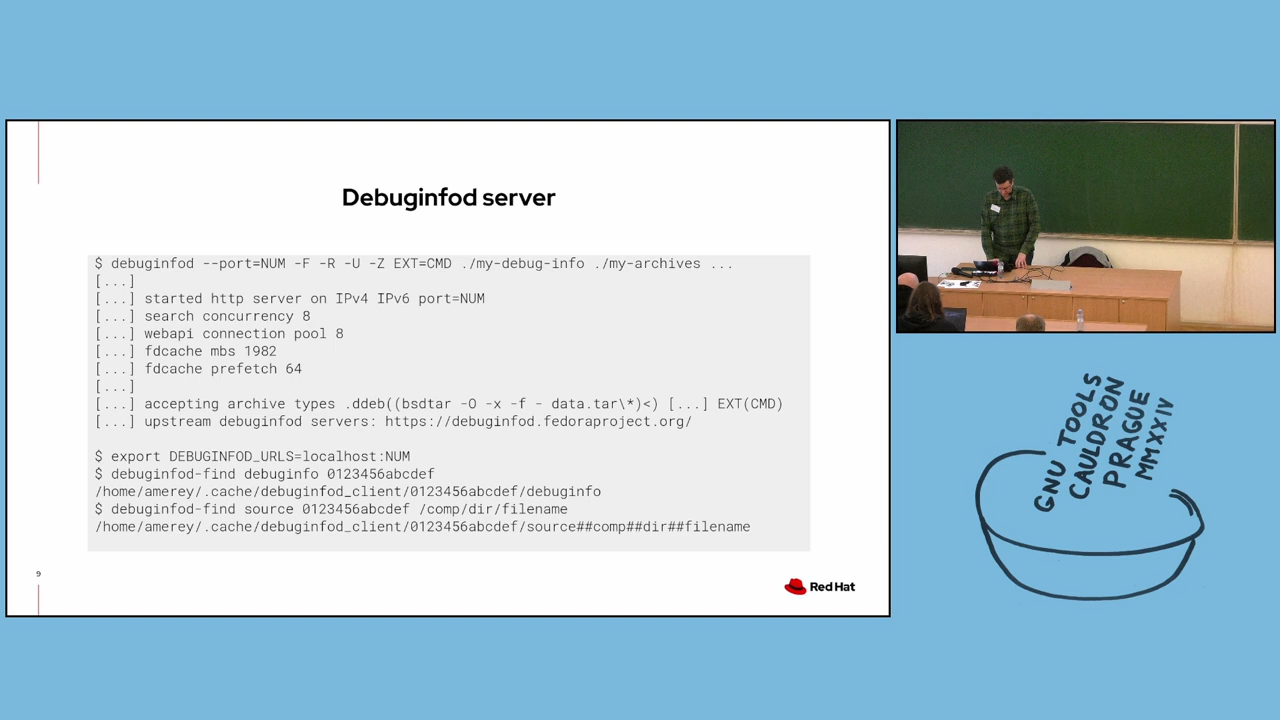 Debuginfod server
$ debuginfod --port=NUM -F -R -U -Z EXT=CMD ./my-debug-info ./my-archives ...
[...]
[...] started http server on IPv4 IPv6 port=NUM
[...] search concurrency 8
[...] webapi connection pool 8
[...] fdcache mbs 1982
[...] fdcache prefetch 64
[...]
[...] accepting archive types .ddeb((bsdtar -O -x -f - data.tar\*)<) [...] EXT(CMD)
[...] upstream debuginfod servers: https://debuginfod.fedoraproject.org/
$ export DEBUGINFOD_URLS=localhost:NUM
$ debuginfod-find debuginfo 0123456abcdef
/home/amerey/.cache/debuginfod_client/0123456abcdef/debuginfo
$ debuginfod-find source 0123456abcdef /comp/dir/filename
/home/amerey/.cache/debuginfod_client/0123456abcdef/source##comp##dir##filename
9
Red Hat
GNU TOOLS
CAULDRON
PRAGUE
MMXXIV